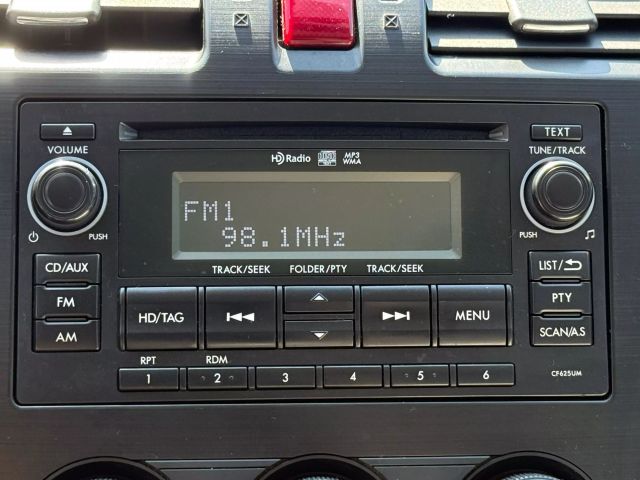 TEXT
VOLUME
TUNE/TRACK
HD Radio
MP3
WMA
FM1
98.1MHz
PUSH
PUSH
TRACK/SEEK
FOLDER/PTY
TRACK/SEEK
CD/AUX
LIST/
FM
PTY
HD/TAG
MENU
AM
SCAN/A.S
RPT
RDM
1
2
3
4
5
6
CF625UM